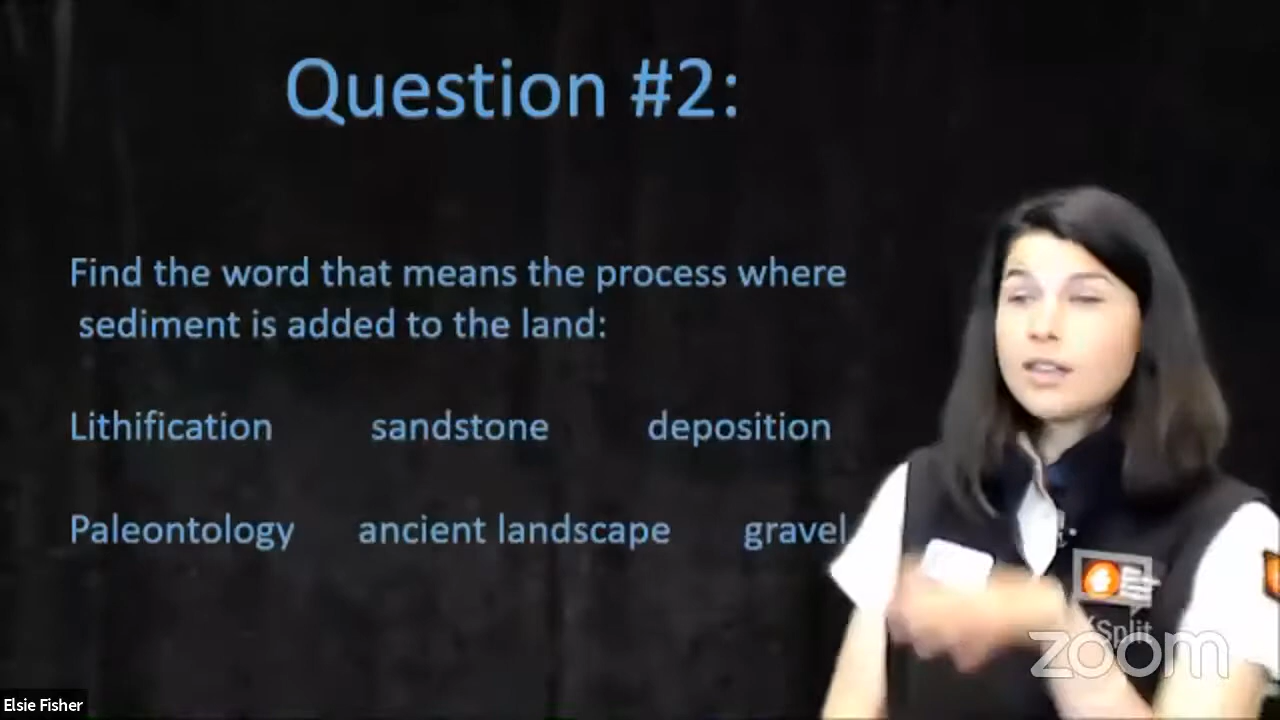 Question #2:
Find the word that means the process where
sediment is added to the land:
Lithification sandstone deposition
Paleontology ancient landscape gravel
XSplit
zoom
Elsie Fisher